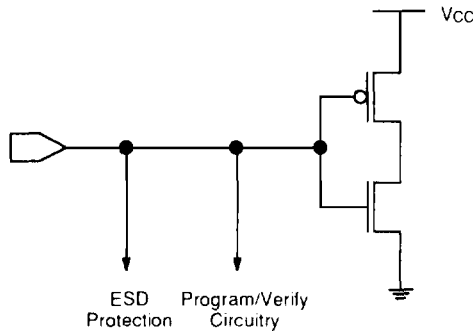 Vcc
ESD
Protection
Program/Verify
Circuitry